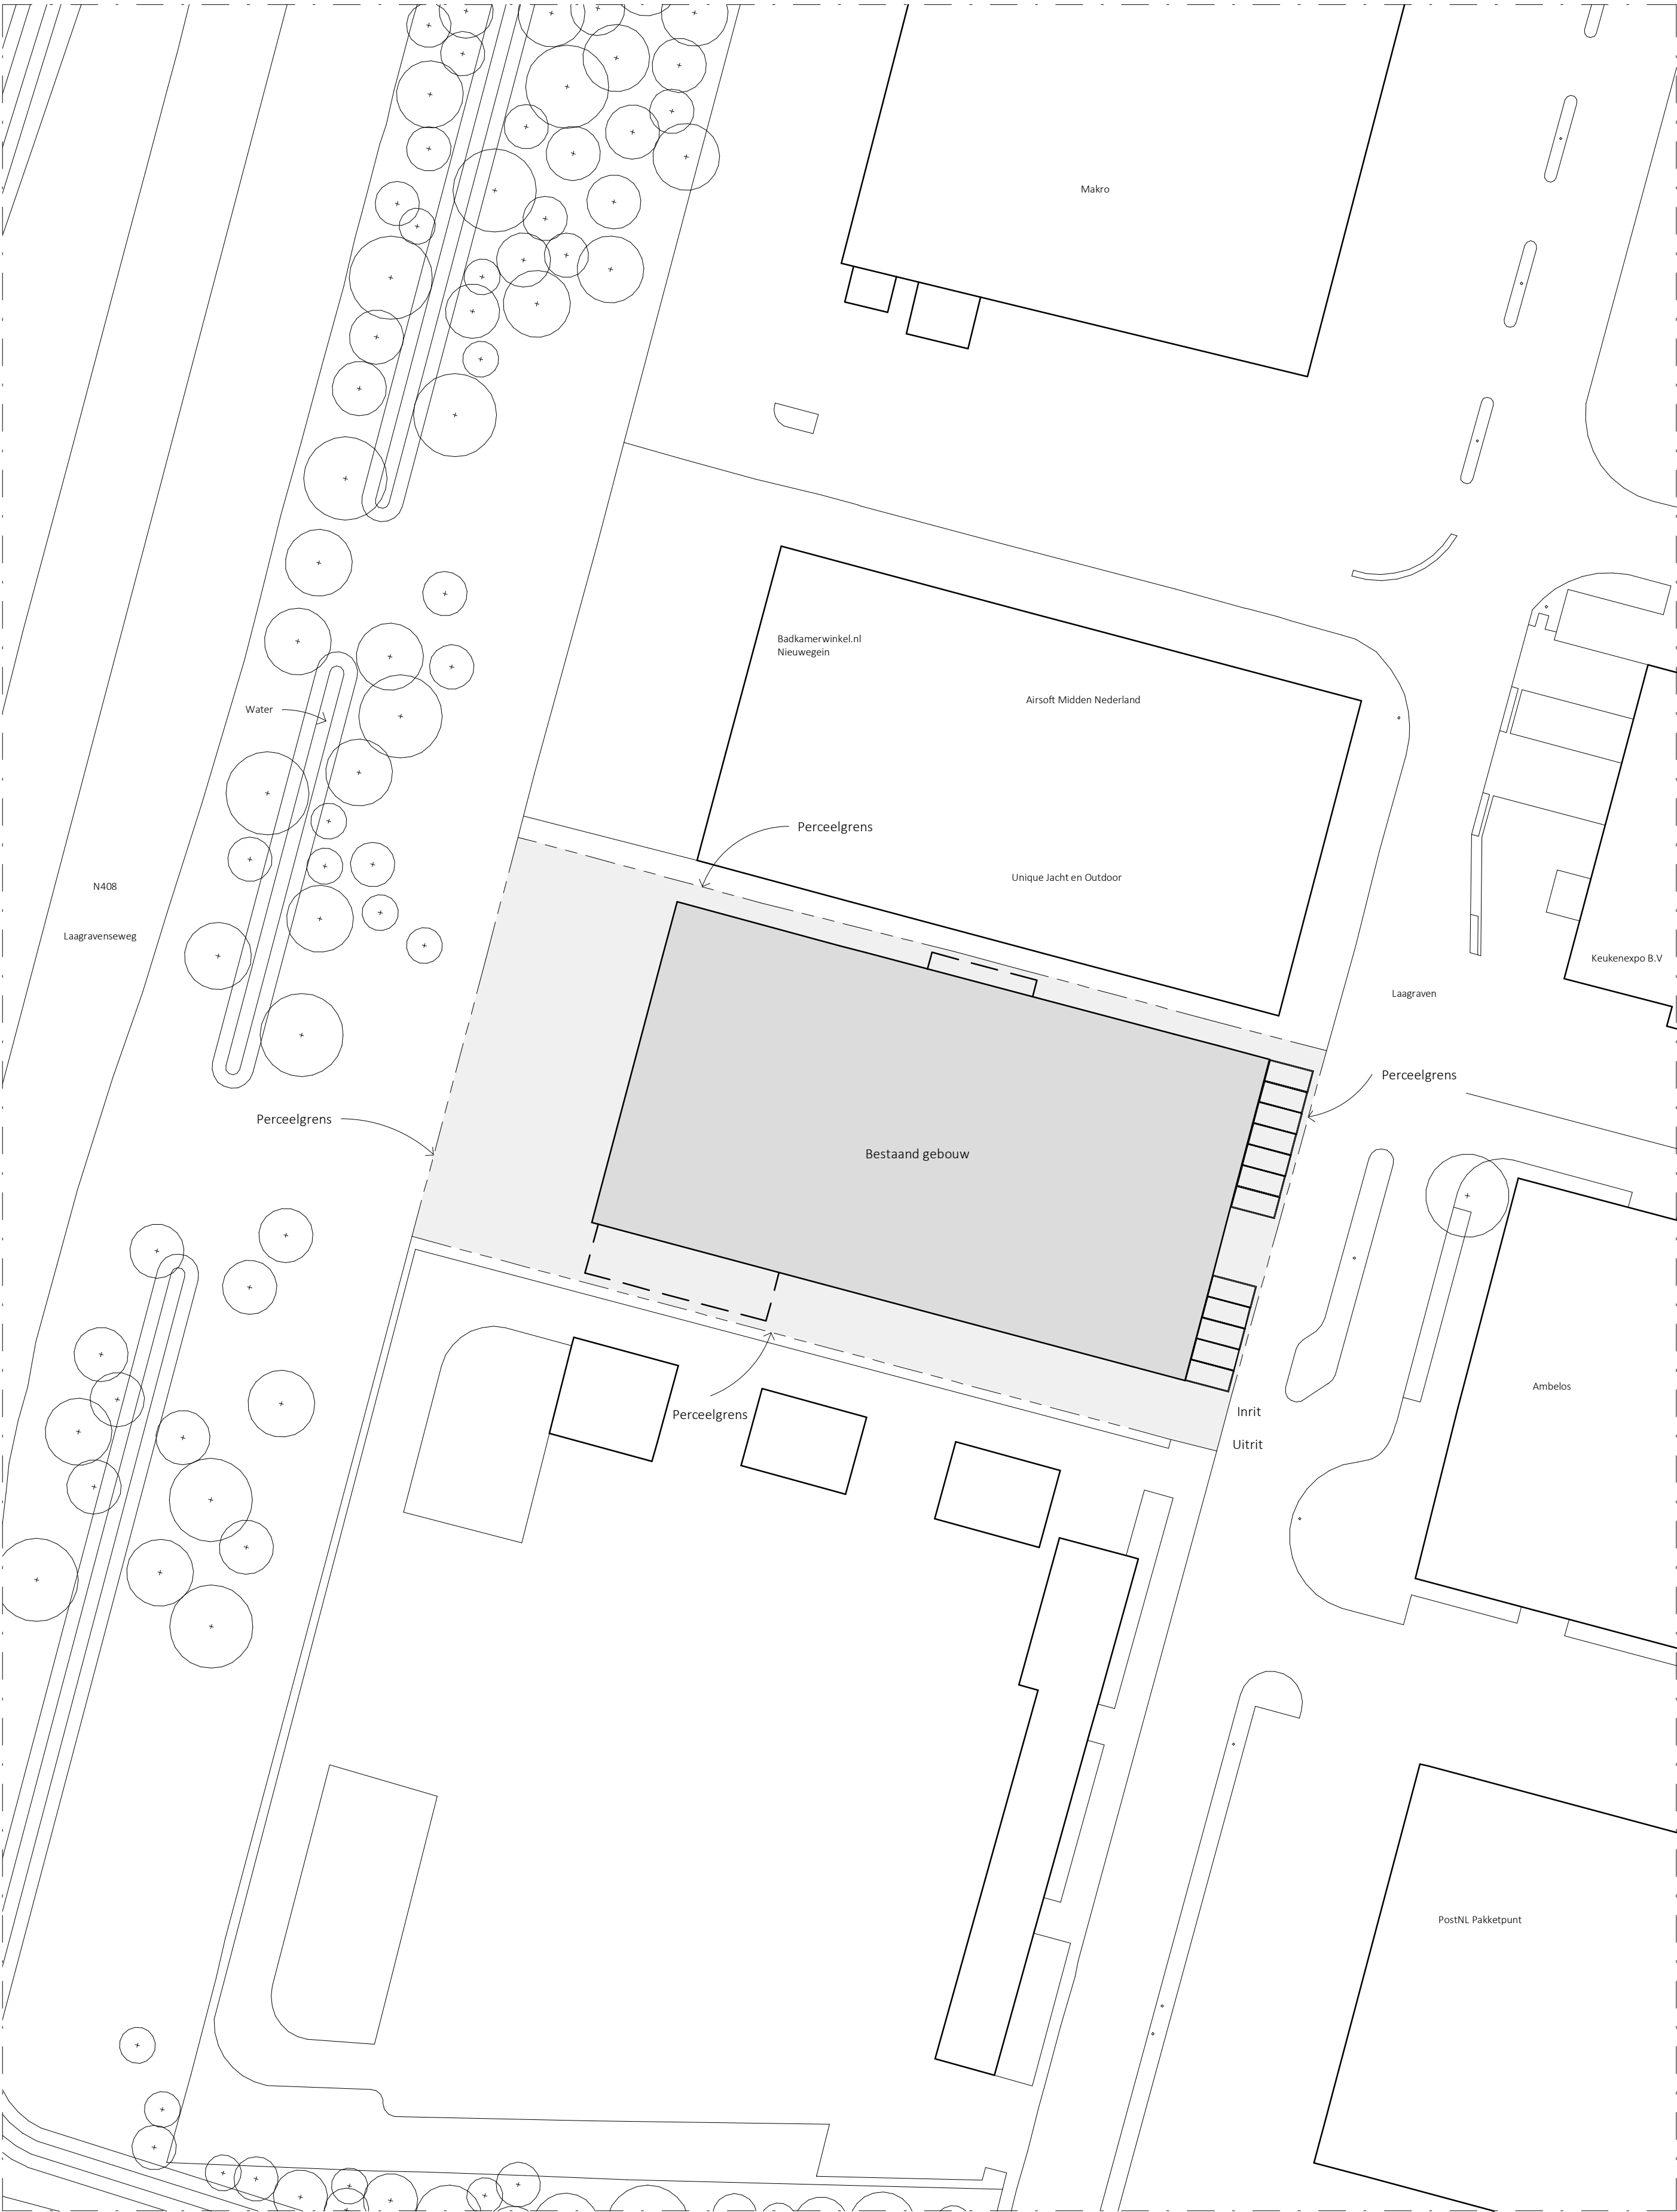 Makro
Badkamerwinkel.nl
Nieuwegein
Airsoft Midden Nederland
Water
Perceelgrens
Unique Jacht en Outdoor
N408
Laagravenseweg
Keukenexpo B.V
Laagraven
Perceelgrens
Perceelgrens
Bestaand gebouw
Ambelos
Perceelgrens
Inrit
Uitrit
PostNL Pakketpunt